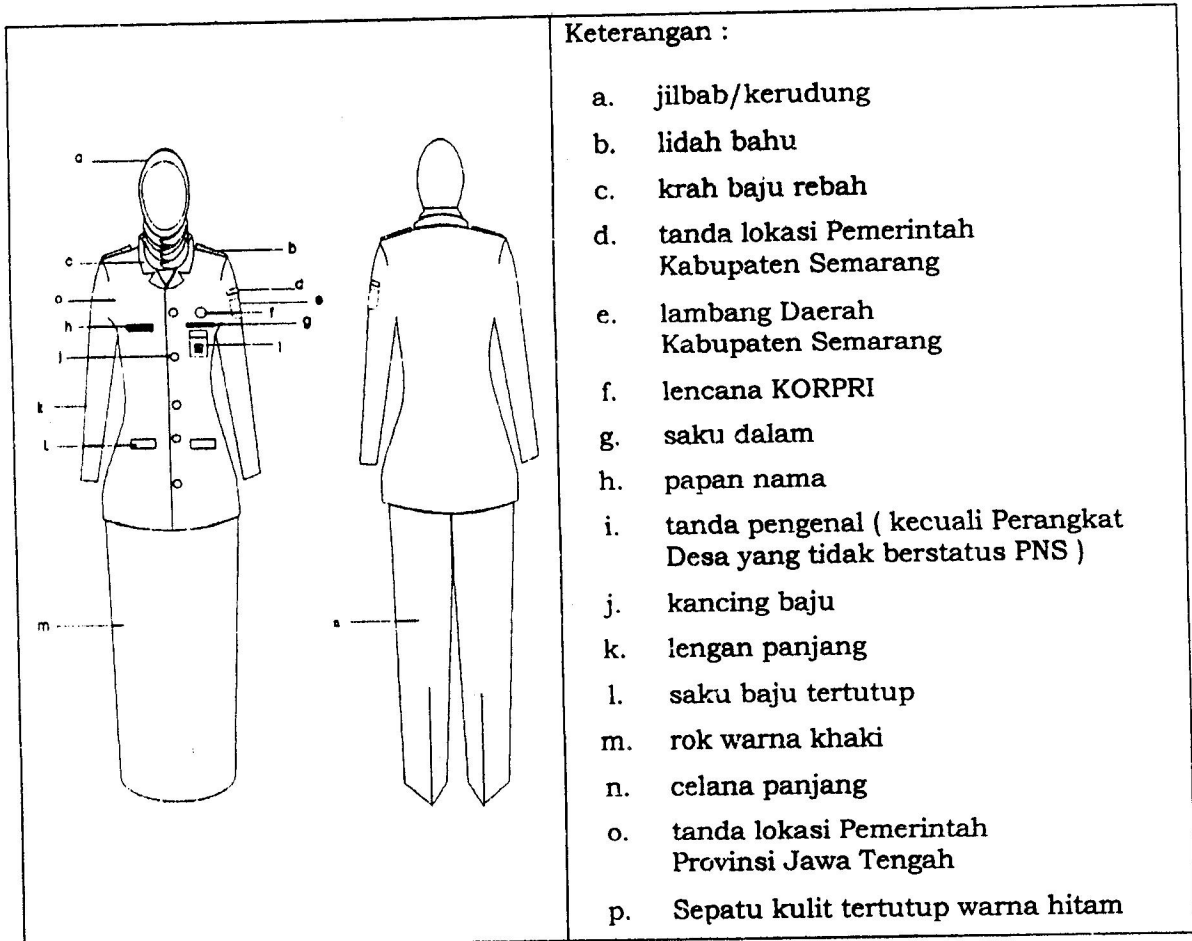 a
b
c
d
o
e
f
h
g
j
i
k
l
m
n
Keterangan :
a. jilbab/kerudung
b. lidah bahu
c. krah baju rebah
d. tanda lokasi Pemerintah
Kabupaten Semarang
e. lambang Daerah
Kabupaten Semarang
f. lencana KORPRI
g. saku dalam
h. papan nama
i. tanda pengenal ( kecuali Perangkat
Desa yang tidak berstatus PNS )
j. kancing baju
k. lengan panjang
l. saku baju tertutup
m. rok warna khaki
n. celana panjang
o. tanda lokasi Pemerintah
Provinsi Jawa Tengah
p. Sepatu kulit tertutup warna hitam